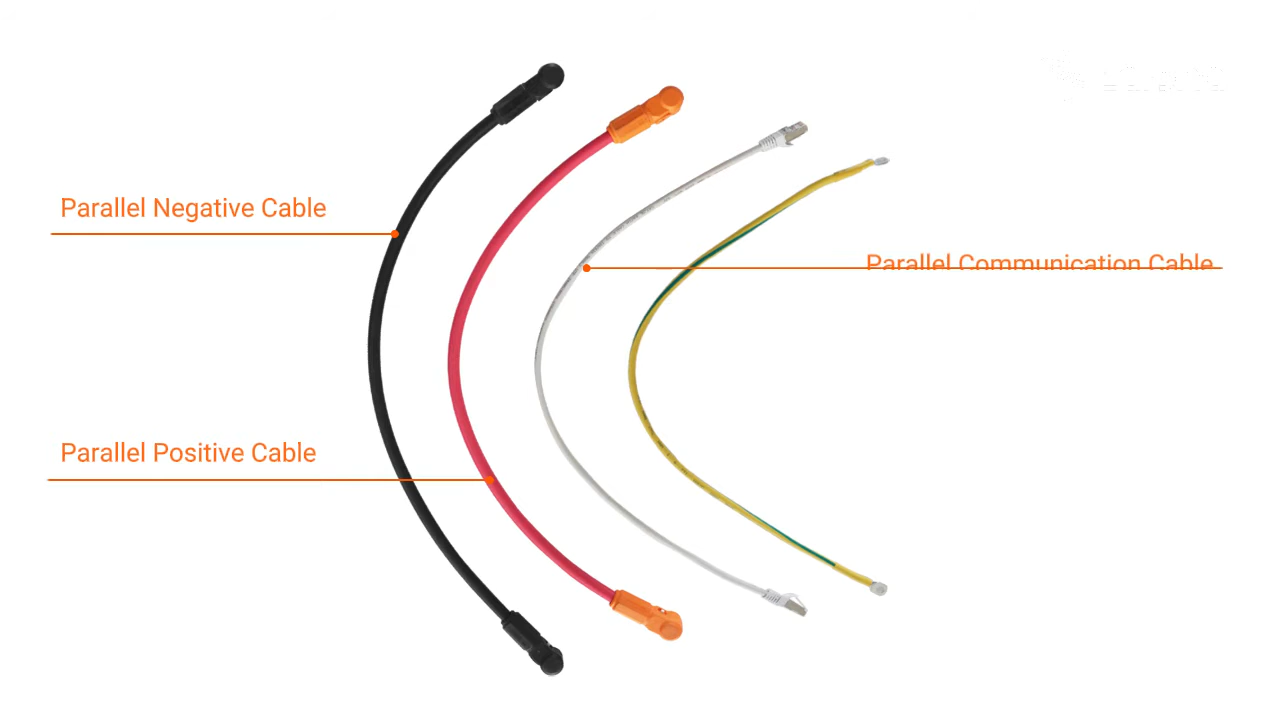 Parallel Negative Cable
Parallel Communication Cable
Parallel Positive Cable